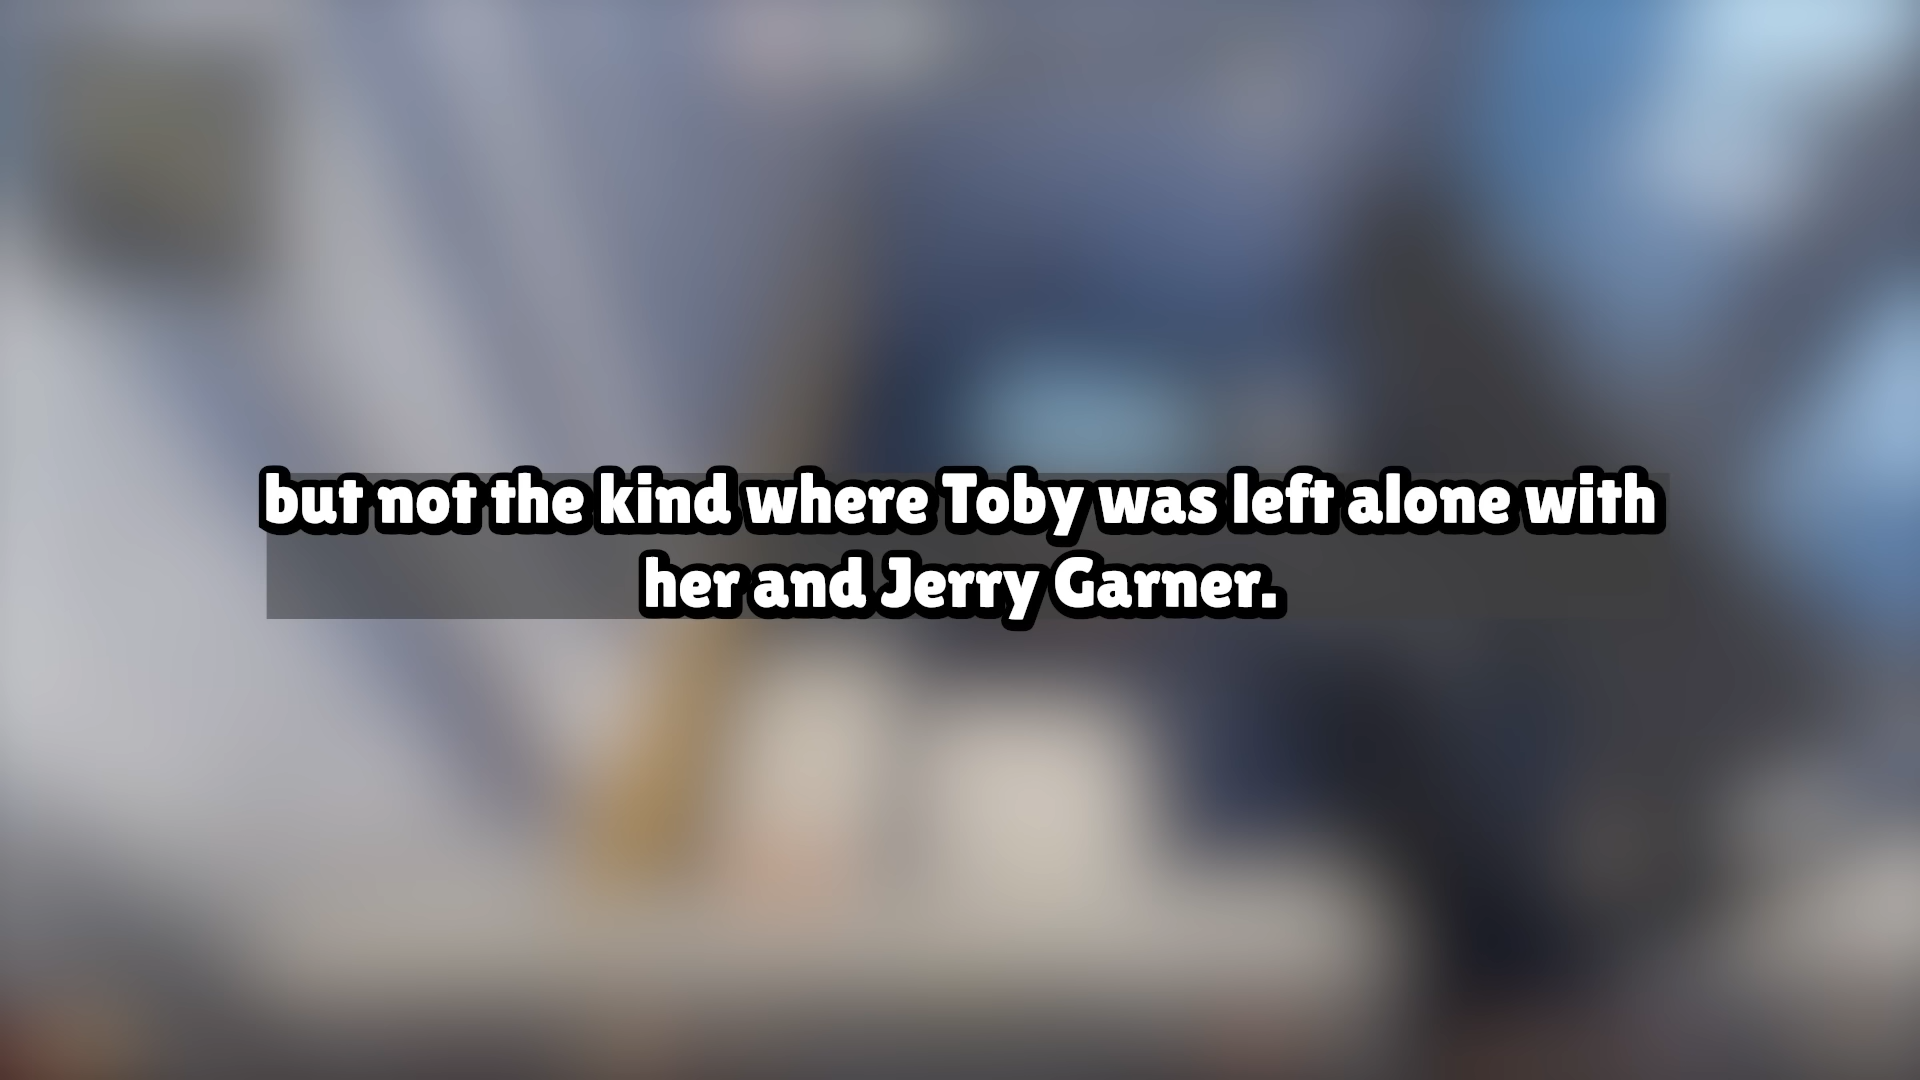 but not the kind where Toby was left alone with
her and Jerry Garner.